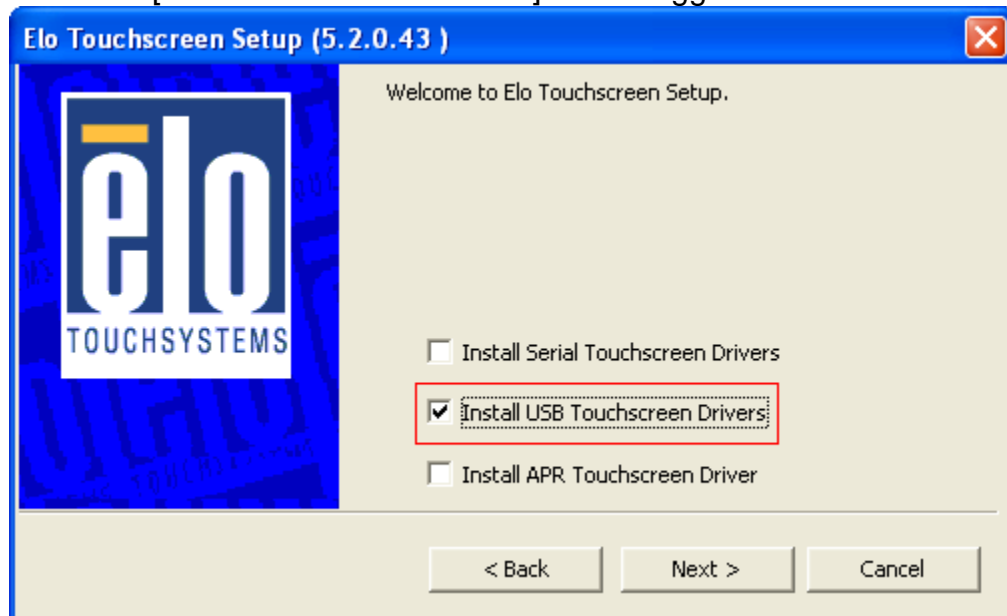 Elo Touchscreen Setup (5.2.0.43 )
Welcome to Elo Touchscreen Setup.
ēlo
TOUCHSYSTEMS
Install Serial Touchscreen Drivers
Install USB Touchscreen Drivers
Install APR Touchscreen Driver
< Back
Next >
Cancel